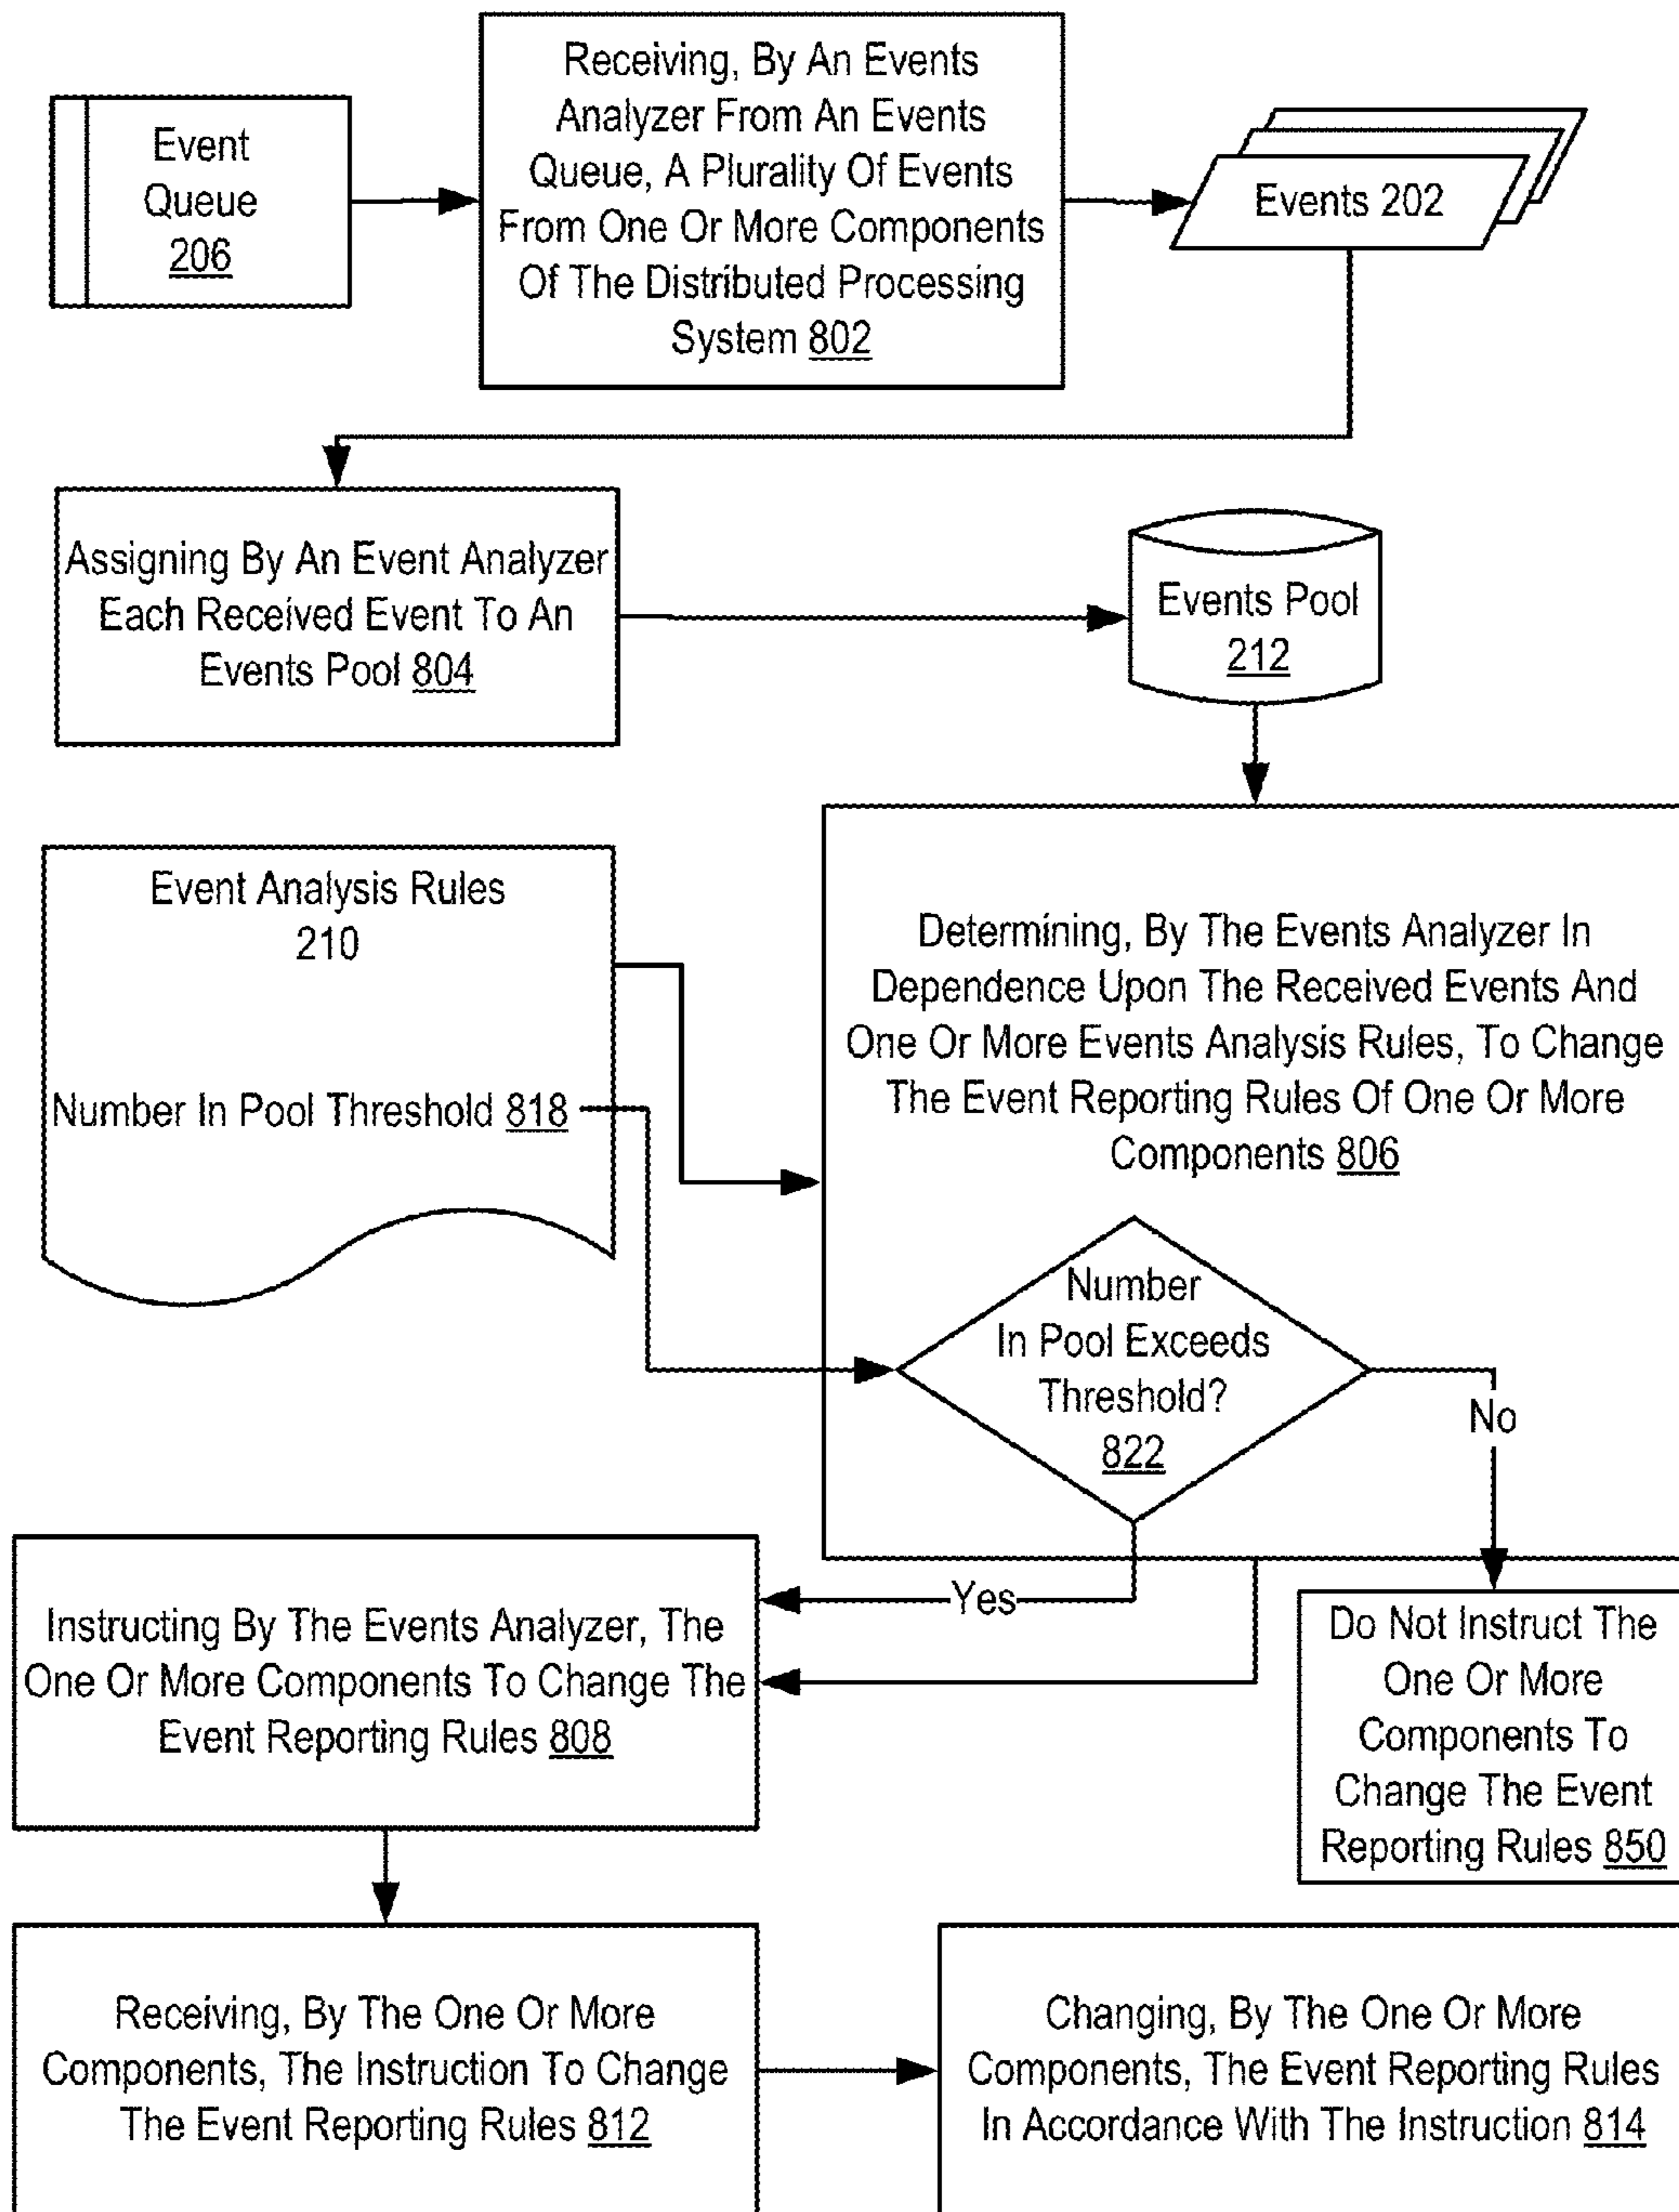 Event
Queue
206
Receiving, By An Events
Analyzer From An Events
Queue, A Plurality Of Events
From One Or More Components
Of The Distributed Processing
System 802
Events 202
Assigning By An Event Analyzer
Each Received Event To An
Events Pool 804
Events Pool
212
Event Analysis Rules
210
Number In Pool Threshold 818
Determining, By The Events Analyzer In
Dependence Upon The Received Events And
One Or More Events Analysis Rules, To Change
The Event Reporting Rules Of One Or More
Components 806
Number
In Pool Exceeds
Threshold?
822
No
Yes
Instructing By The Events Analyzer, The
One Or More Components To Change The
Event Reporting Rules 808
Do Not Instruct The
One Or More
Components To
Change The Event
Reporting Rules 850
Receiving, By The One Or More
Components, The Instruction To Change
The Event Reporting Rules 812
Changing, By The One Or More
Components, The Event Reporting Rules
In Accordance With The Instruction 814